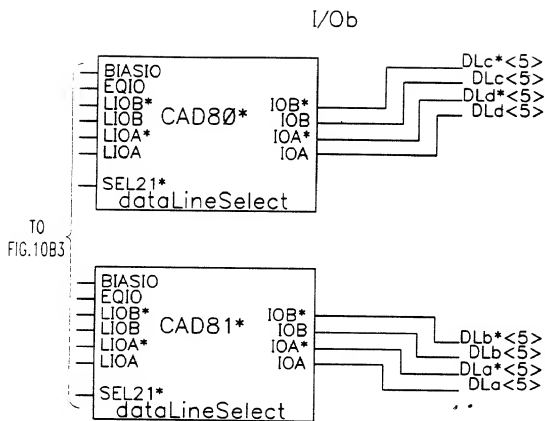 I/Ob
DLc*<5>
DLc<5>
DLd*<5>
DLd<5>
BIASIO
EQIO
LIOB*
LIOB
LIOA*
LIOA
SEL21*
CAD80*
IOB*
IOB
IOA*
IOA
dataLineSelect
TO
FIG.10B3
BIASIO
EQIO
LIOB*
LIOB
LIOA*
LIOA
SEL21*
CAD81*
IOB*
IOB
IOA*
IOA
dataLineSelect
DLb*<5>
DLb<5>
DLa*<5>
DLa<5>